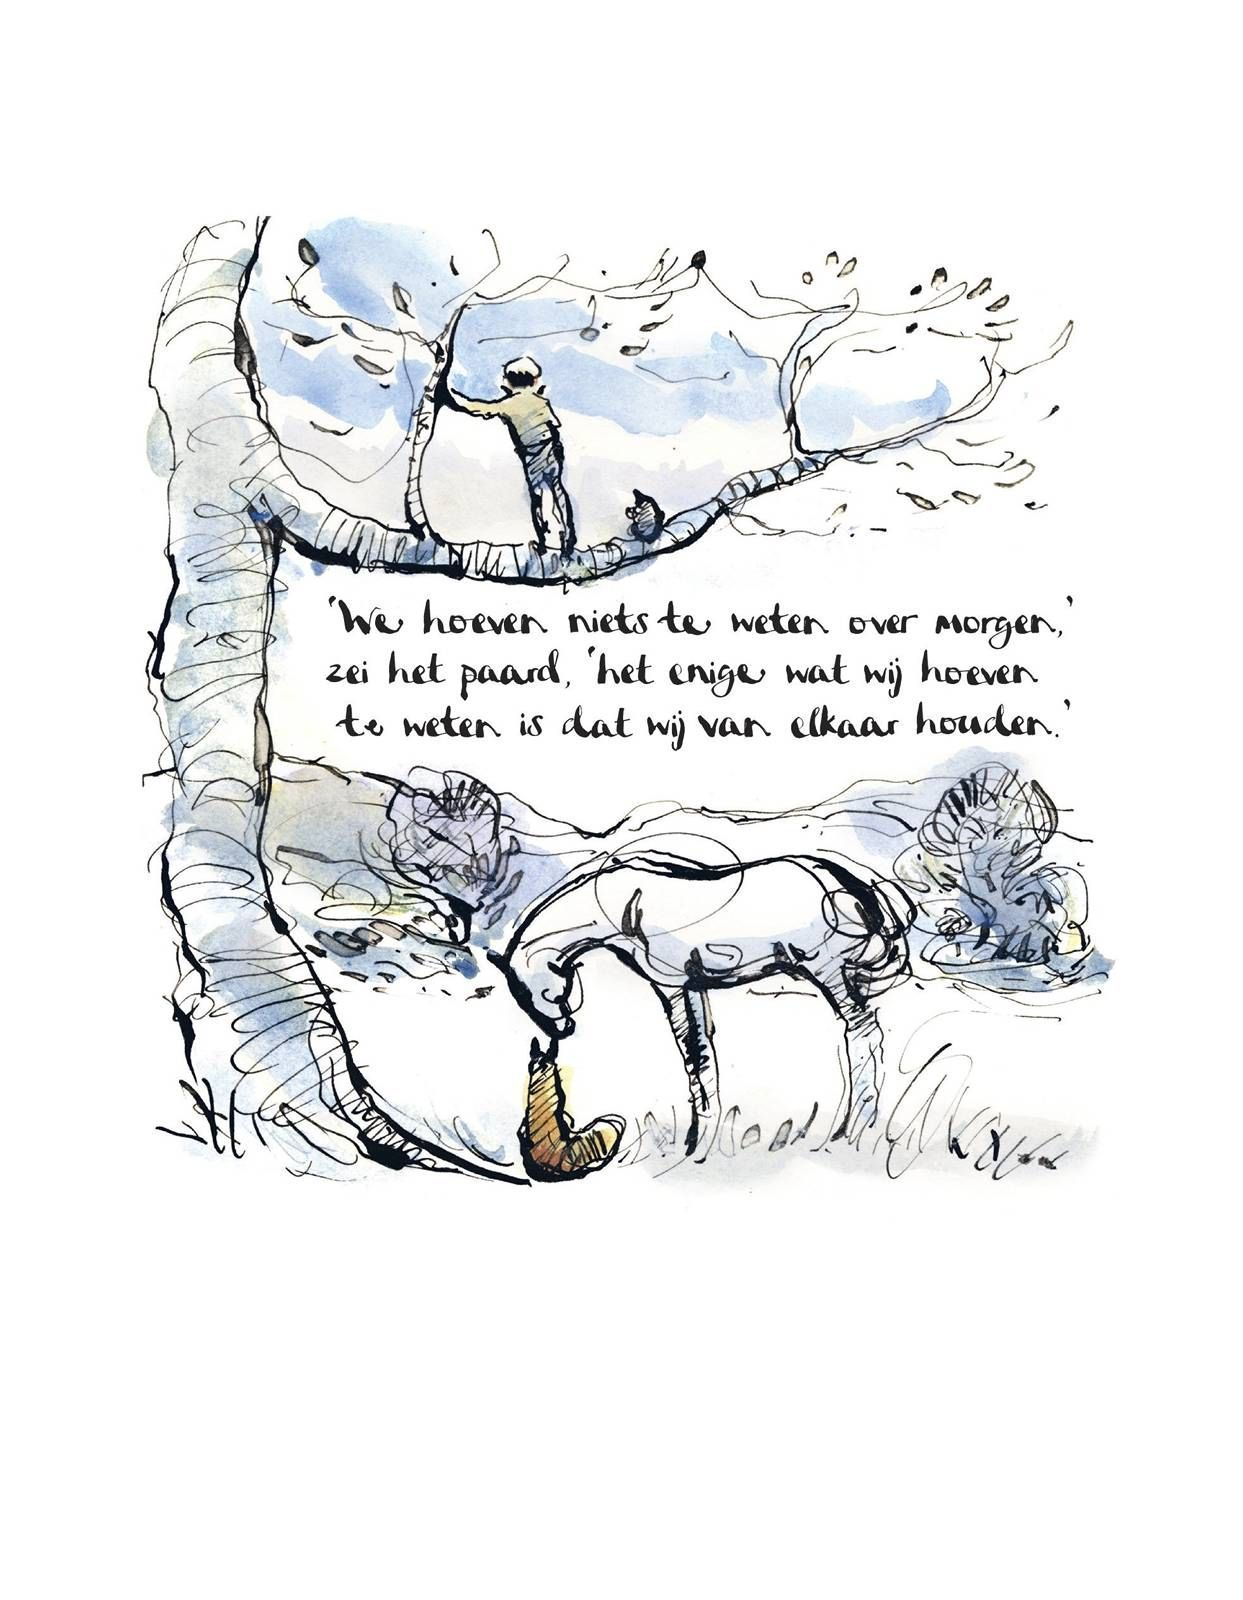 'We hoeven niets te weten over morgen,'
zei het paard, 'het enige wat wij hoeven
te weten is dat wij van elkaar houden.'